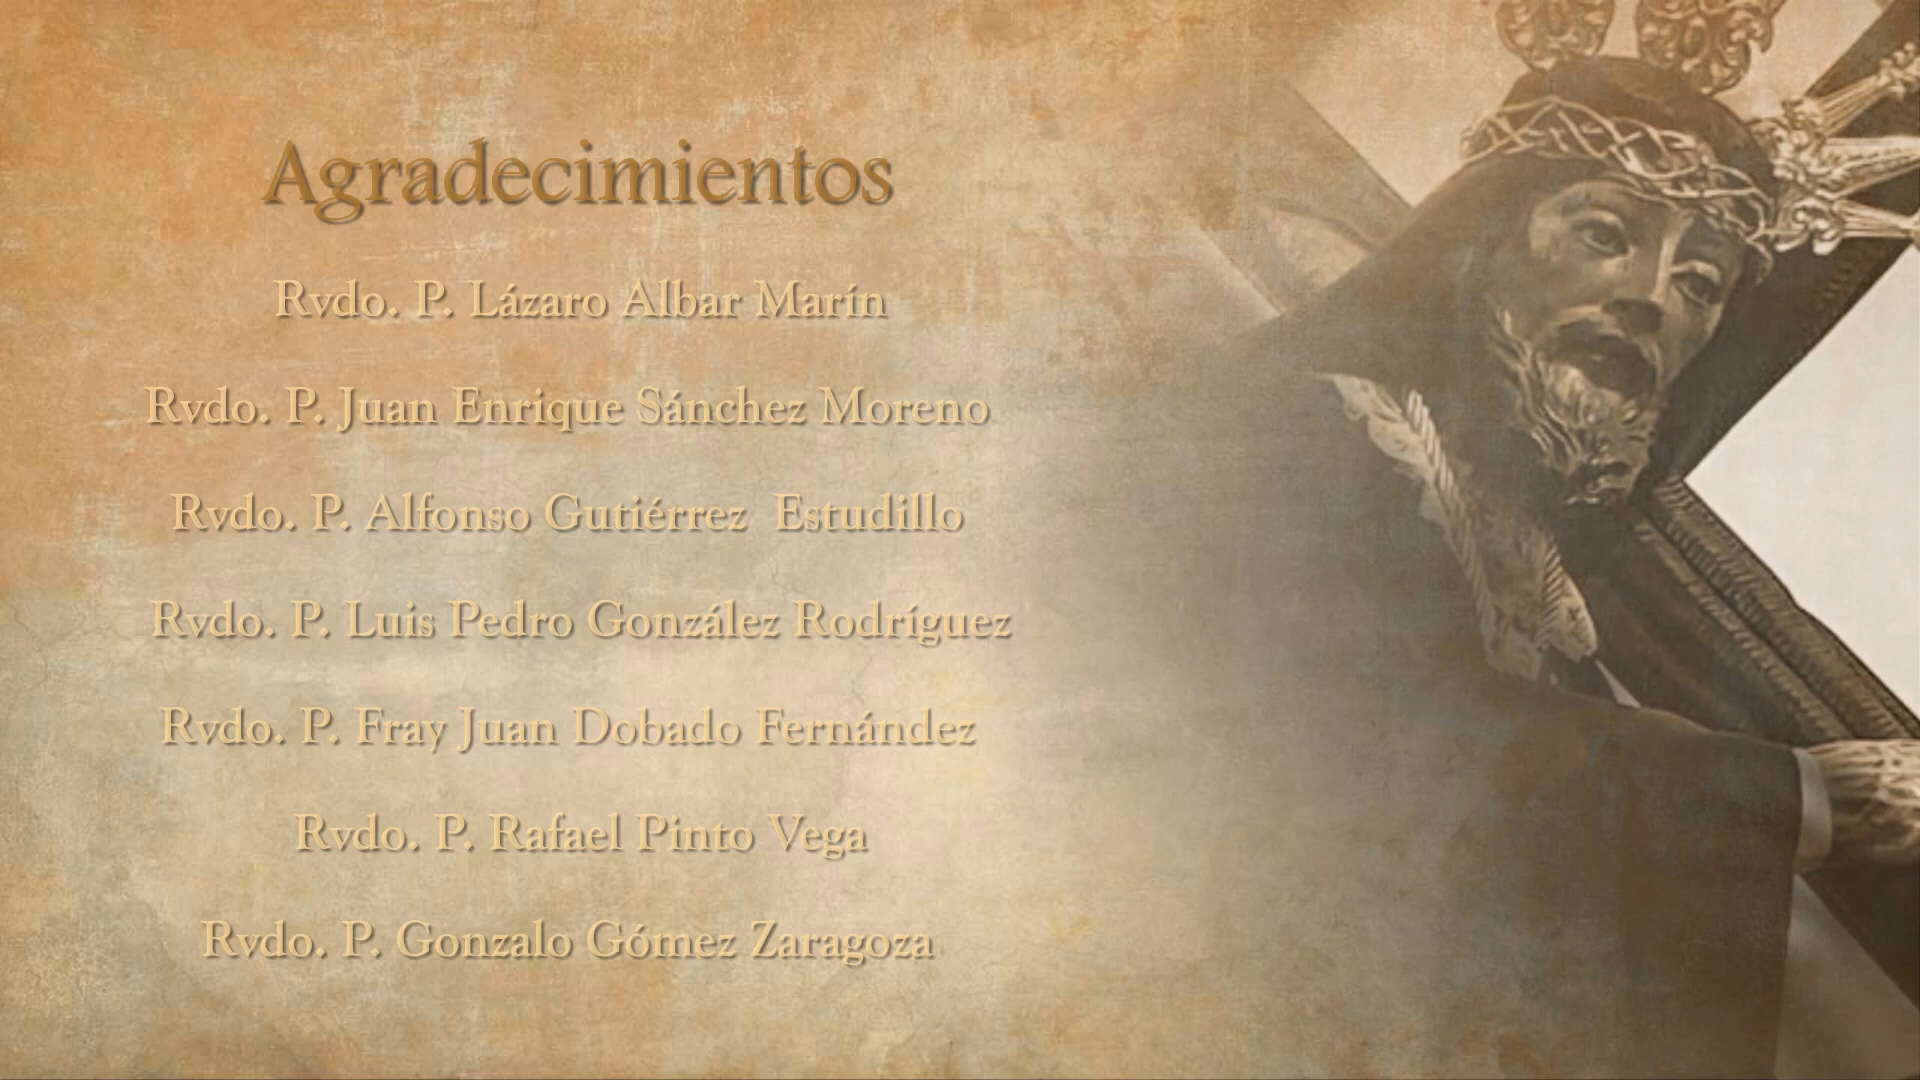 Agradecimientos
Rvdo. P. Lázaro Albar Marín
Rvdo. P. Juan Enrique Sánchez Moreno
Rvdo. P. Alfonso Gutiérrez  Estudillo
Rvdo. P. Luis Pedro González Rodríguez
Rvdo. P. Fray Juan Dobado Fernández
Rvdo. P. Rafael Pinto Vega
Rvdo. P. Gonzalo Gómez Zaragoza